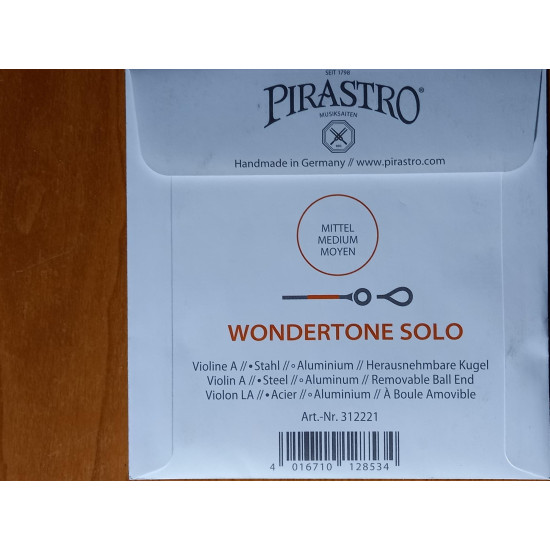 SEIT 1798
PIRASTRO®
MUSIKSAITEN
Handmade in Germany // www.pirastro.com
MITTEL
MEDIUM
MOYEN
WONDERTONE SOLO
Violine A //•Stahl //∘Aluminium // Herausnehmbare Kugel
Violin A //•Steel //∘Aluminum // Removable Ball End
Violon LA //•Acier //∘Aluminium // À Boule Amovible
Art.-Nr. 312221
4 016710 128534